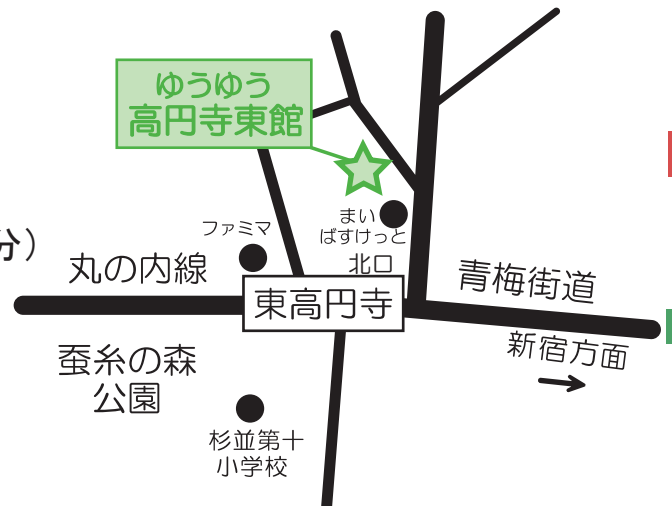 ゆうゆう
高円寺東館
分）
ファミマ
まい
ばすけっと
北口
丸の内線
東高円寺
青梅街道
新宿方面
→
蚕糸の森
公園
杉並第十
小学校